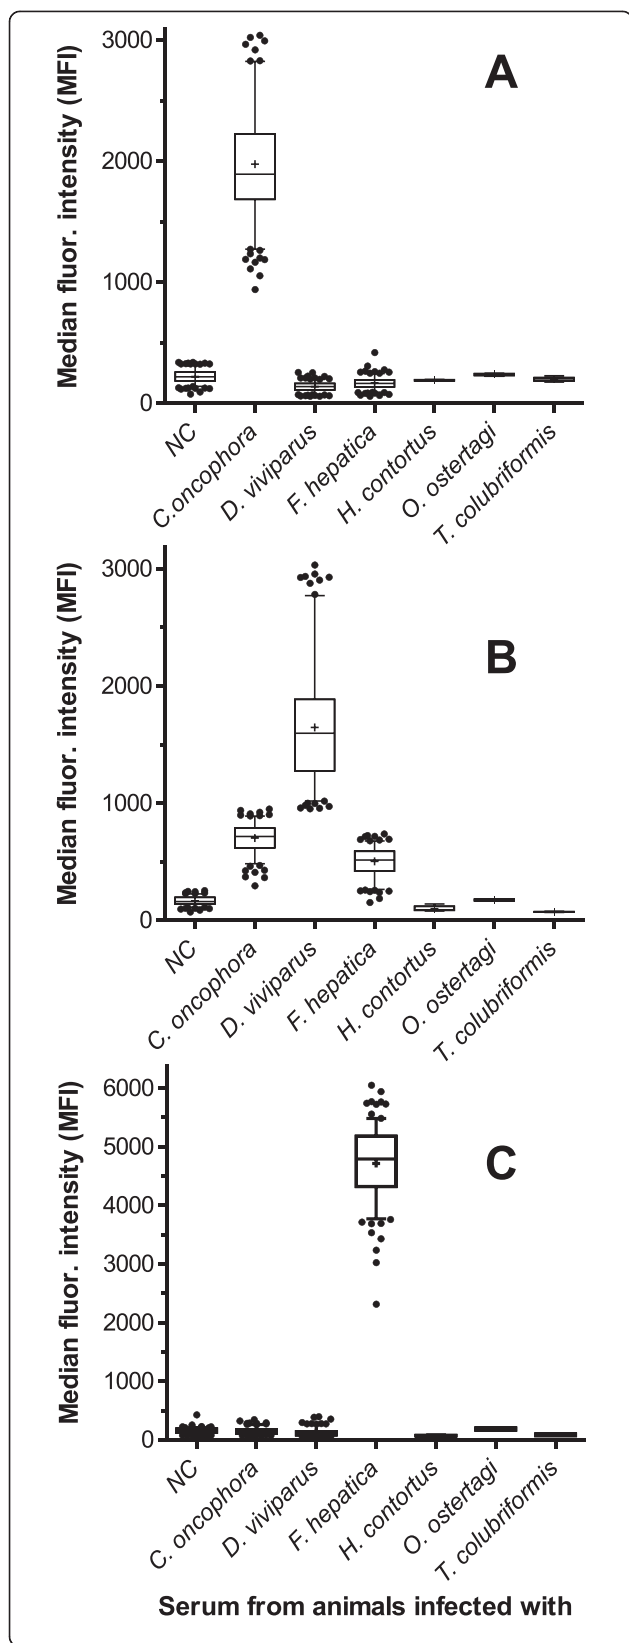 A
Median fluor. intensity (MFI)
3000
2000
1000
0
NC
C.oncophora
D. viviparus
F. hepatica
H. contortus
O. ostertagi
T. colubriformis
B
Median fluor. intensity (MFI)
3000
2000
1000
0
NC
C. oncophora
D. viviparus
F. hepatica
H. contortus
O. ostertagi
T. colubriformis
C
Median fluor. intensity (MFI)
6000
5000
4000
3000
2000
1000
0
NC
C. oncophora
D. viviparus
F. hepatica
H. contortus
O. ostertagi
T. colubriformis
Serum from animals infected with